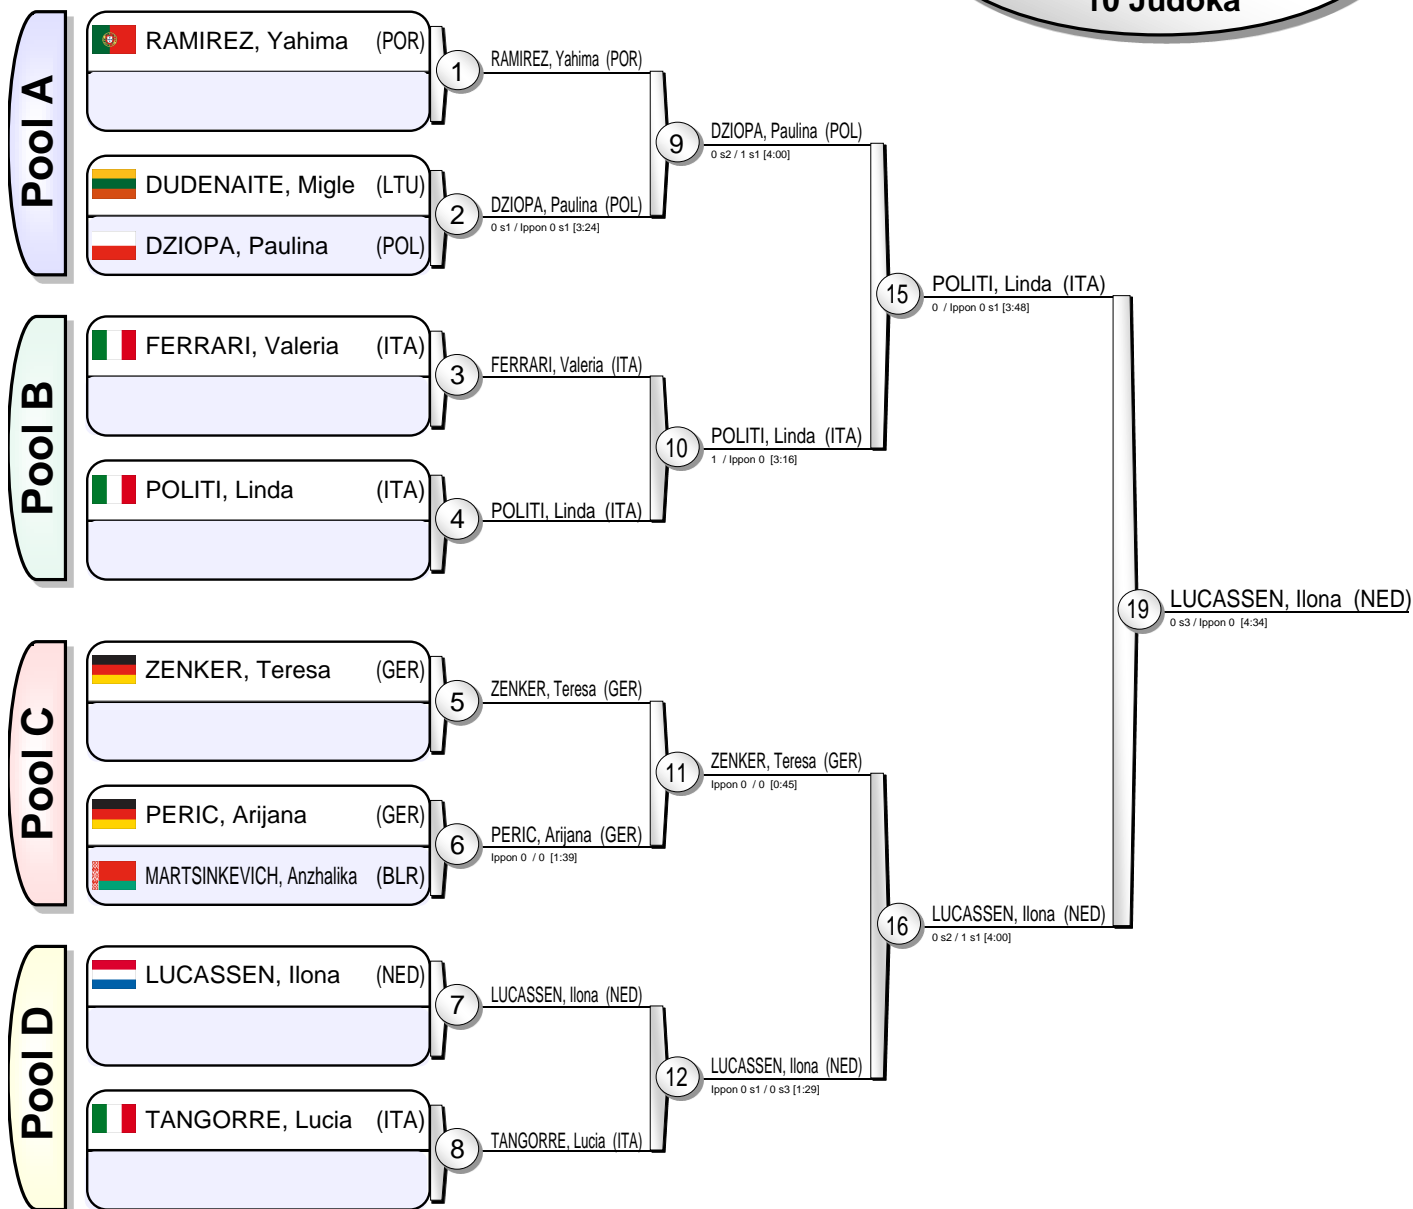 10 Judoka
Pool A
RAMIREZ, Yahima (POR)
1
RAMIREZ, Yahima (POR)
DUDENAITE, Migle (LTU)
DZIOPA, Paulina (POL)
2
DZIOPA, Paulina (POL)
0 s1 / Ippon 0 s1 [3:24]
9
DZIOPA, Paulina (POL)
0 s2 / 1 s1 [4:00]
Pool B
FERRARI, Valeria (ITA)
3
FERRARI, Valeria (ITA)
POLITI, Linda (ITA)
4
POLITI, Linda (ITA)
10
POLITI, Linda (ITA)
1 / Ippon 0 [3:16]
15
POLITI, Linda (ITA)
0 / Ippon 0 s1 [3:48]
Pool C
ZENKER, Teresa (GER)
5
ZENKER, Teresa (GER)
PERIC, Arijana (GER)
MARTSINKEVICH, Anzhalika (BLR)
6
PERIC, Arijana (GER)
Ippon 0 / 0 [1:39]
11
ZENKER, Teresa (GER)
Ippon 0 / 0 [0:45]
Pool D
LUCASSEN, Ilona (NED)
7
LUCASSEN, Ilona (NED)
TANGORRE, Lucia (ITA)
8
TANGORRE, Lucia (ITA)
12
LUCASSEN, Ilona (NED)
Ippon 0 s1 / 0 s3 [1:29]
16
LUCASSEN, Ilona (NED)
0 s2 / 1 s1 [4:00]
19
LUCASSEN, Ilona (NED)
0 s3 / Ippon 0 [4:34]